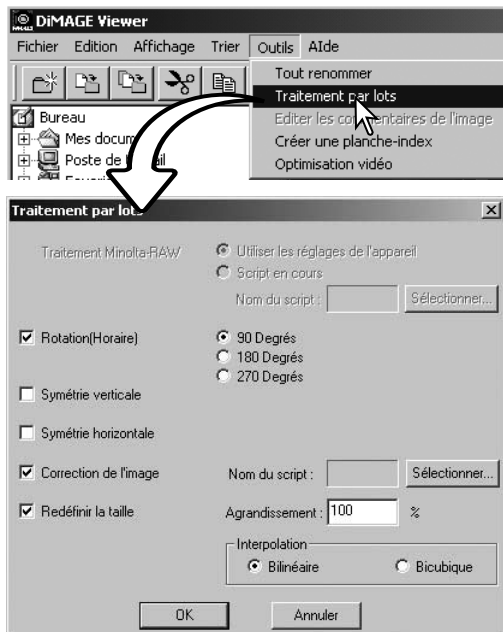 DiMAGE Viewer
Fichier Edition Affichage Trier Outils AIde
Tout renommer
Traitement par lots
Editer les commentaires de l'image
Créer une planche-index
Optimisation vidéo
Bureau
Mes docum
Poste de
Traitement par lots
Traitement Minolta-RAW
Utiliser les réglages de l'appareil
Script en cours
Nom du script : Sélectionner...
Rotation(Horaire)
90 Degrés
180 Degrés
270 Degrés
Symétrie verticale
Symétrie horizontale
Correction de l'image Nom du script : Sélectionner...
Redéfinir la taille Agrandissement : 100 %
Interpolation
Bilinéaire Bicubique
OK Annuler